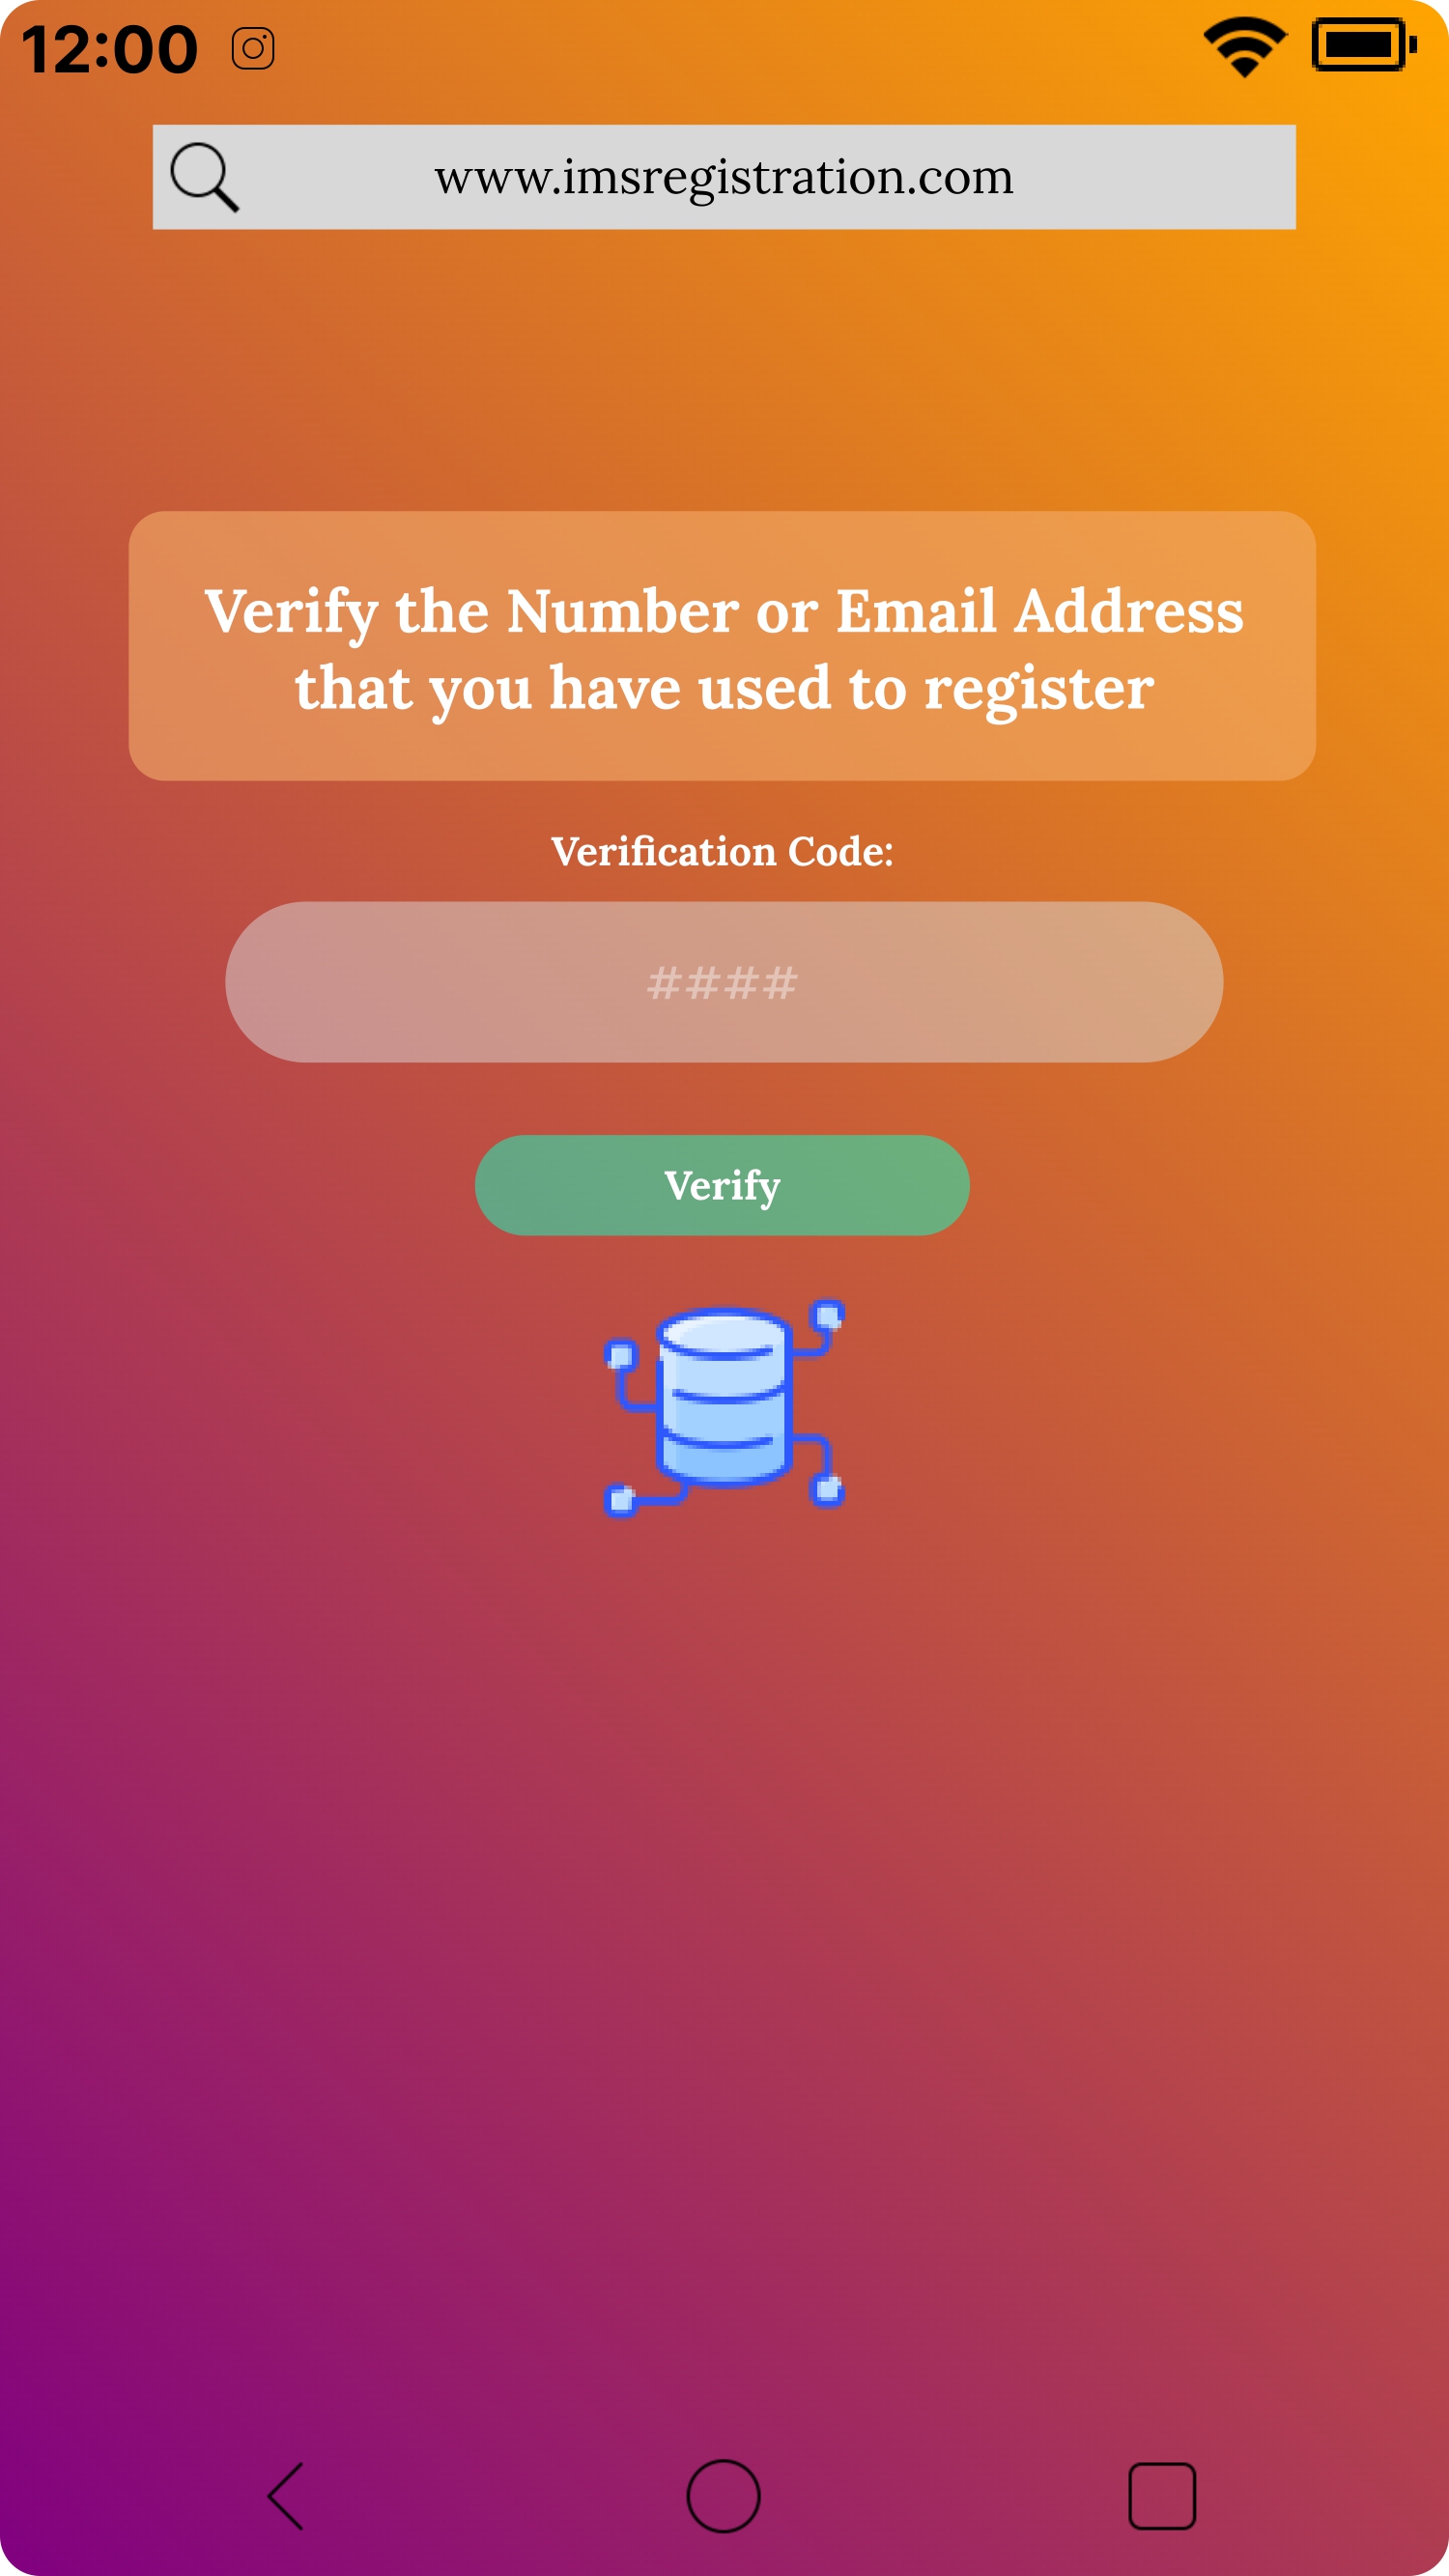 12:00
www.imsregistration.com
Verify the Number or Email Address
that you have used to register
Verification Code:
####
Verify